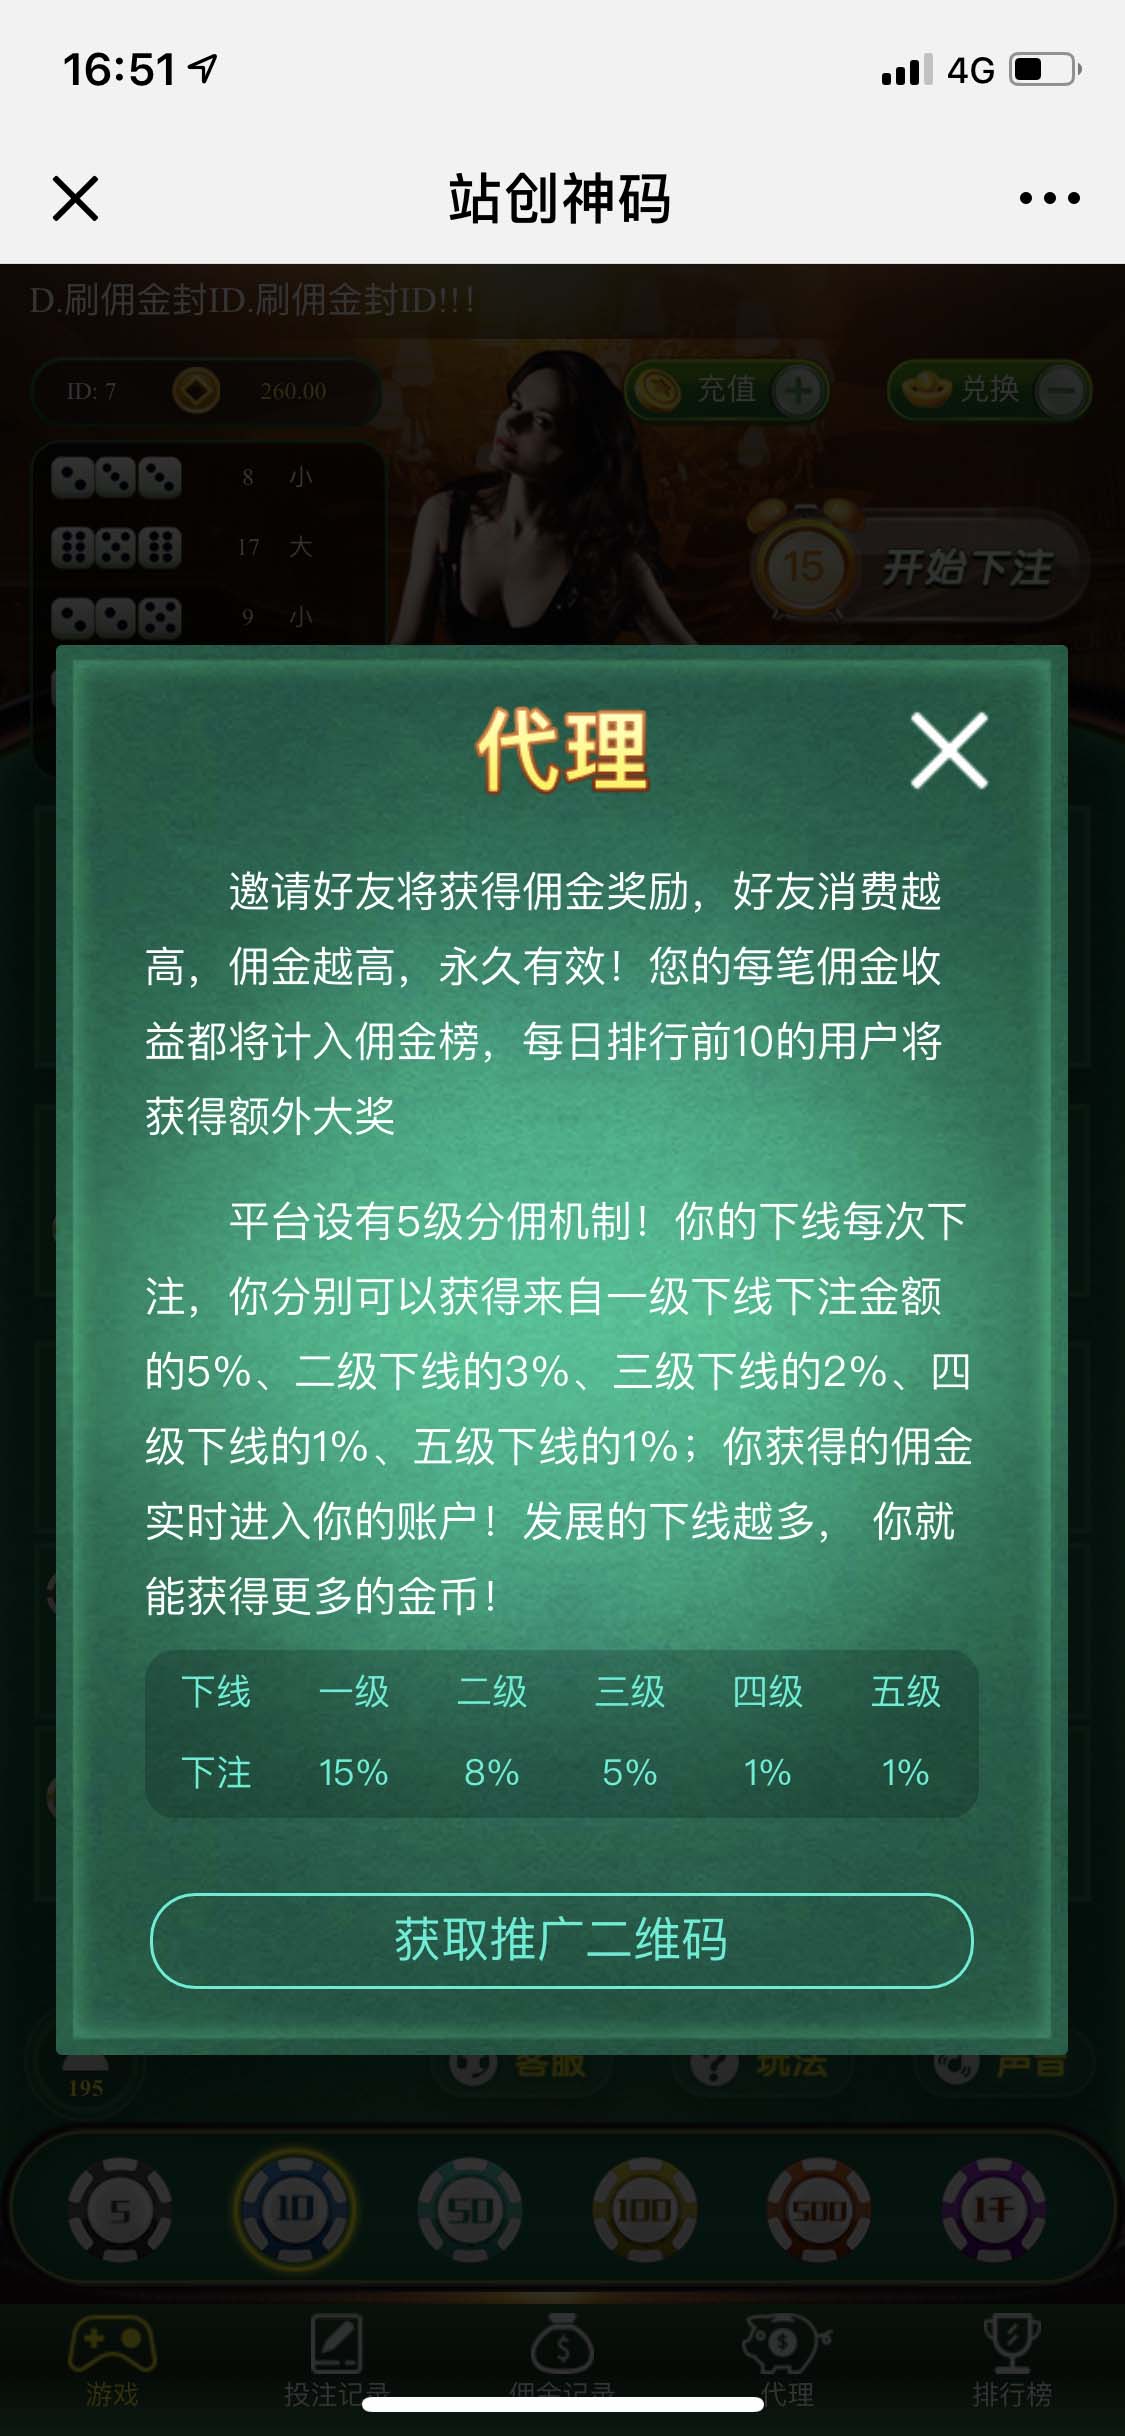 16:51
4G
站创神码
D.刷佣金封ID.刷佣金封ID!!!
ID: 7
260.00
充值
兑换
8 小
17 大
9 小
15
开始下注
代理
邀请好友将获得佣金奖励，好友消费越
高，佣金越高，永久有效！您的每笔佣金收
益都将计入佣金榜，每日排行前10的用户将
获得额外大奖
平台设有5级分佣机制！你的下线每次下
注，你分别可以获得来自一级下线下注金额
的5%、二级下线的3%、三级下线的2%、四
级下线的1%、五级下线的1%；你获得的佣金
实时进入你的账户！发展的下线越多， 你就
能获得更多的金币！
下线 一级 二级 三级 四级 五级
下注 15% 8% 5% 1% 1%
获取推广二维码
195
客服
玩法
声音
5 10 50 100 500 1千
游戏 投注记录 佣金记录 代理 排行榜